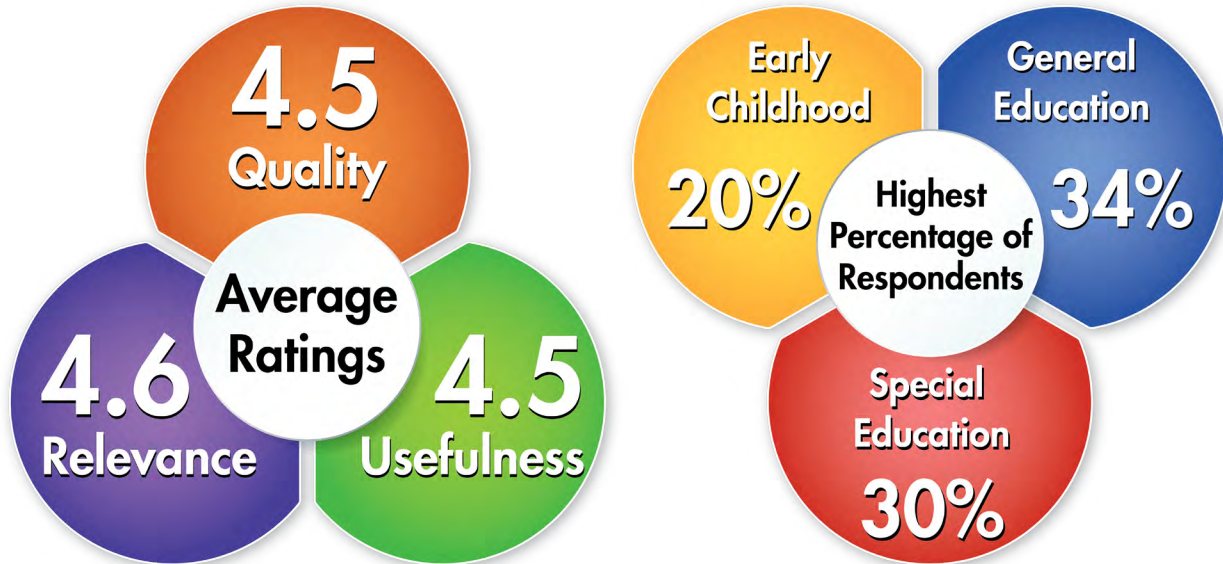 4.5
Quality
Average
Ratings
4.6
Relevance
4.5
Usefulness
Early
Childhood
20%
General
Education
34%
Highest
Percentage of
Respondents
Special
Education
30%